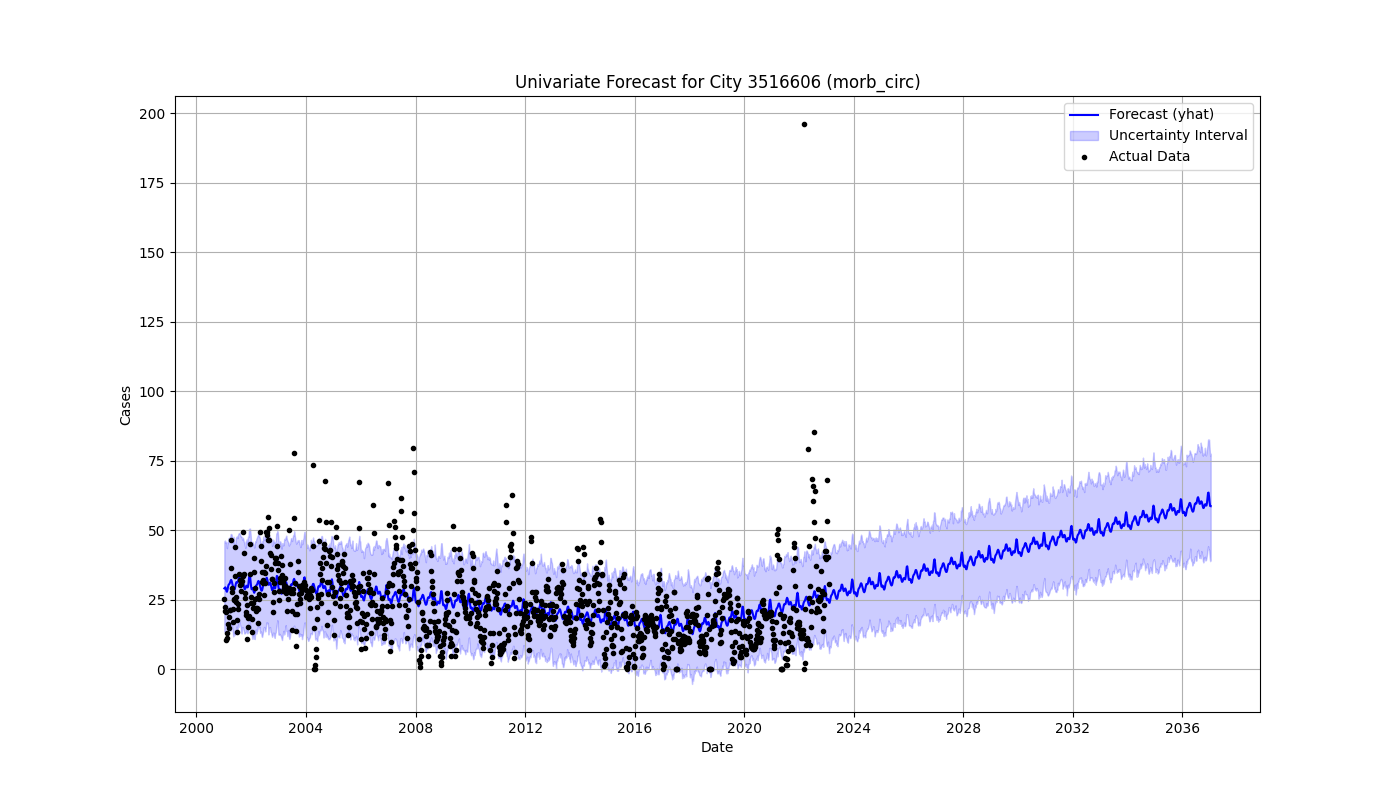 Univariate Forecast for City 3516606 (morb_circ)
Forecast (yhat)
Uncertainty Interval
Actual Data
200
175
150
125
100
75
50
25
0
Cases
2000 2004 2008 2012 2016 2020 2024 2028 2032 2036
Date